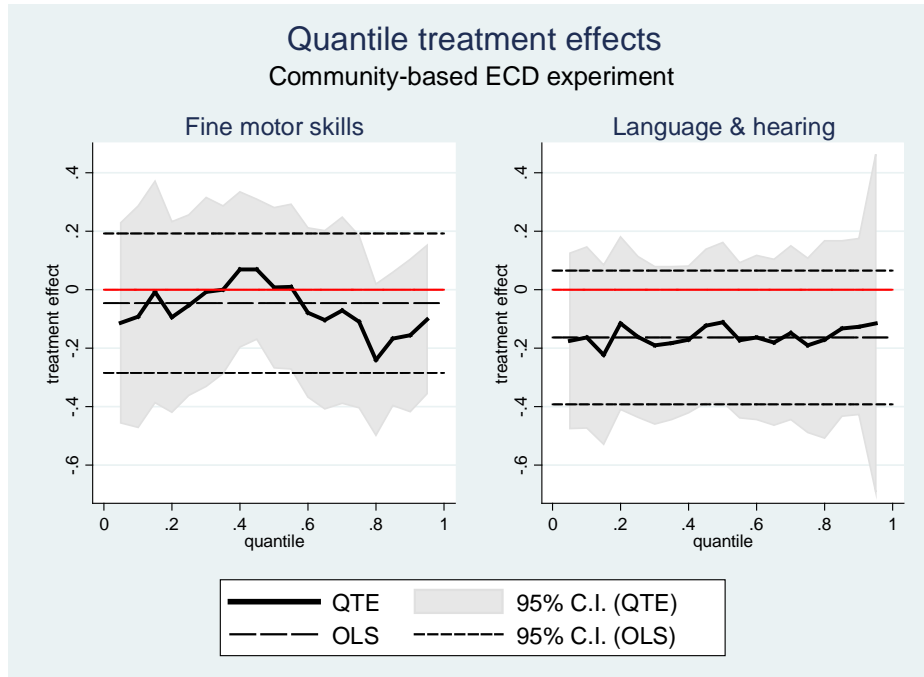 Quantile treatment effects
Community-based ECD experiment
Fine motor skills
treatment effect
.4
.2
0
-.2
-.4
-.6
0 .2 .4 .6 .8 1
quantile
Language & hearing
treatment effect
.4
.2
0
-.2
-.4
-.6
0 .2 .4 .6 .8 1
quantile
QTE 95% C.I. (QTE)
OLS 95% C.I. (OLS)